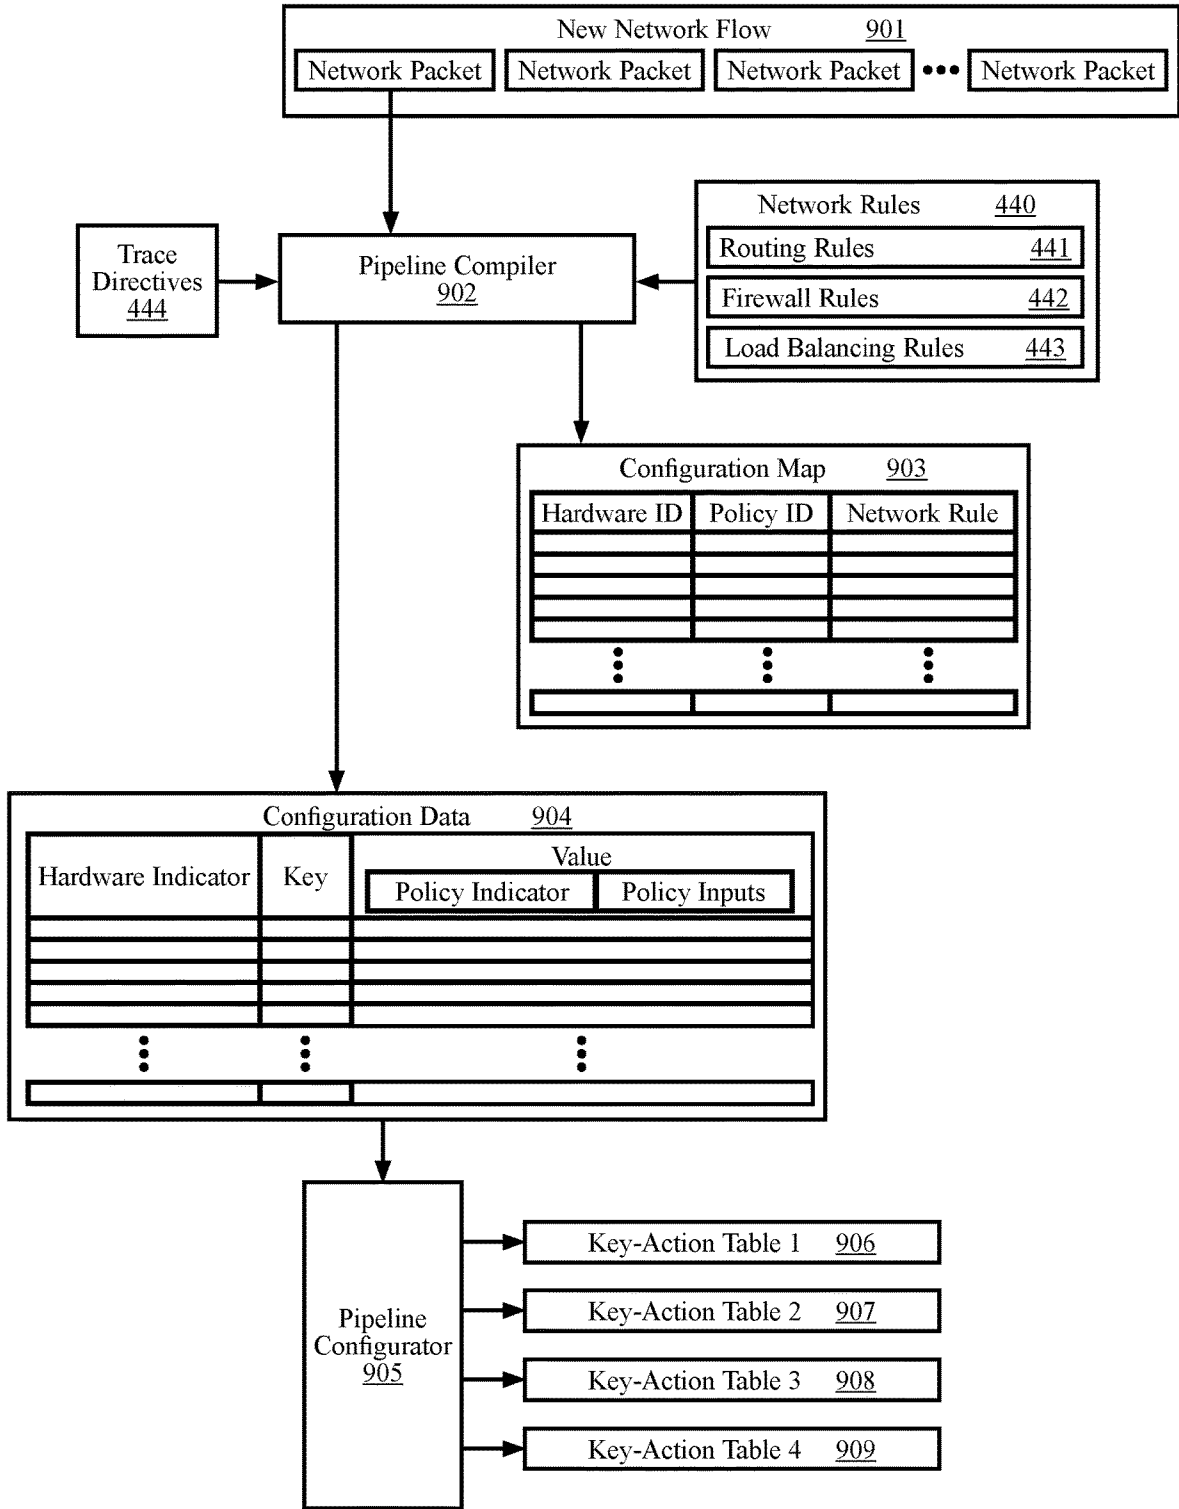 New Network Flow 901
Network Packet Network Packet Network Packet Network Packet
Network Rules 440
Routing Rules 441
Firewall Rules 442
Load Balancing Rules 443
Trace
Directives
444
Pipeline Compiler
902
Configuration Map 903
Hardware ID Policy ID Network Rule
Configuration Data 904
Hardware Indicator Key Value
Policy Indicator Policy Inputs
Pipeline
Configurator
905
Key-Action Table 1 906
Key-Action Table 2 907
Key-Action Table 3 908
Key-Action Table 4 909